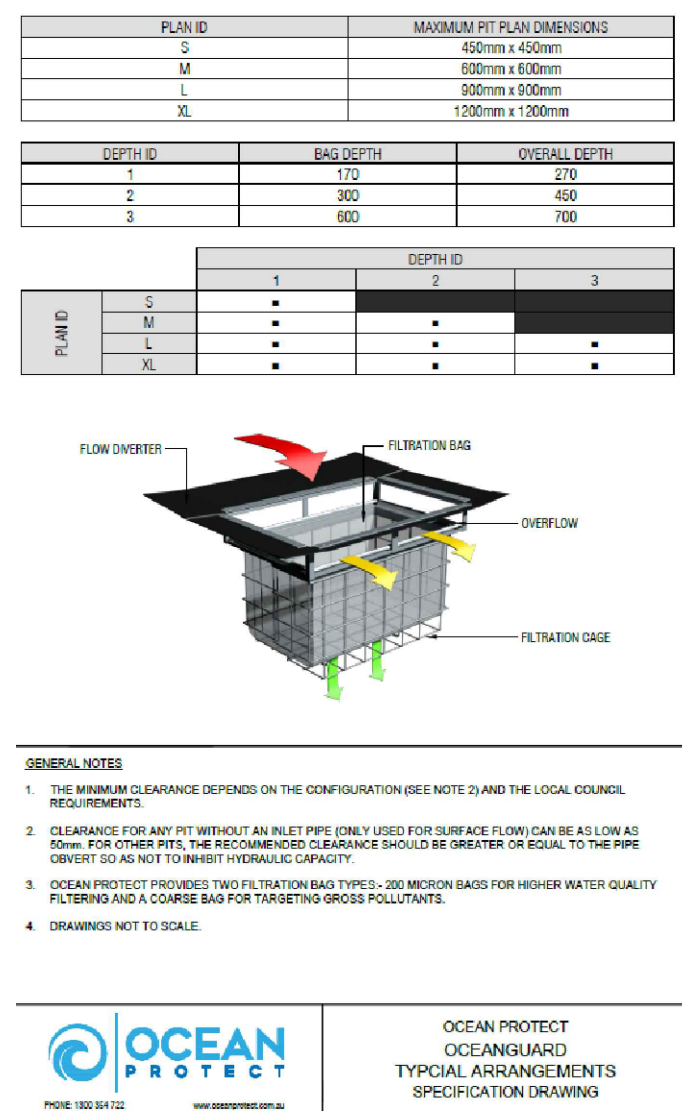 PLAN ID MAXIMUM PIT PLAN DIMENSIONS
S 450mm x 450mm
M 600mm x 600mm
L 900mm x 900mm
XL 1200mm x 1200mm
DEPTH ID BAG DEPTH OVERALL DEPTH
1 170 270
2 300 450
3 600 700
DEPTH ID
1 2 3
PLAN ID
S ▪
M ▪ ▪
L ▪ ▪ ▪
XL ▪ ▪ ▪
FLOW DIVERTER
FILTRATION BAG
OVERFLOW
FILTRATION CAGE
GENERAL NOTES
1. THE MINIMUM CLEARANCE DEPENDS ON THE CONFIGURATION (SEE NOTE 2) AND THE LOCAL COUNCIL
REQUIREMENTS.
2. CLEARANCE FOR ANY PIT WITHOUT AN INLET PIPE (ONLY USED FOR SURFACE FLOW) CAN BE AS LOW AS
50mm. FOR OTHER PITS, THE RECOMMENDED CLEARANCE SHOULD BE GREATER OR EQUAL TO THE PIPE
OBVERT SO AS NOT TO INHIBIT HYDRAULIC CAPACITY.
3. OCEAN PROTECT PROVIDES TWO FILTRATION BAG TYPES:- 200 MICRON BAGS FOR HIGHER WATER QUALITY
FILTERING AND A COARSE BAG FOR TARGETING GROSS POLLUTANTS.
4. DRAWINGS NOT TO SCALE.
OCEAN
PROTECT
PHONE: 1300 354 722 www.oceanprotect.com.au
OCEAN PROTECT
OCEANGUARD
TYPCIAL ARRANGEMENTS
SPECIFICATION DRAWING